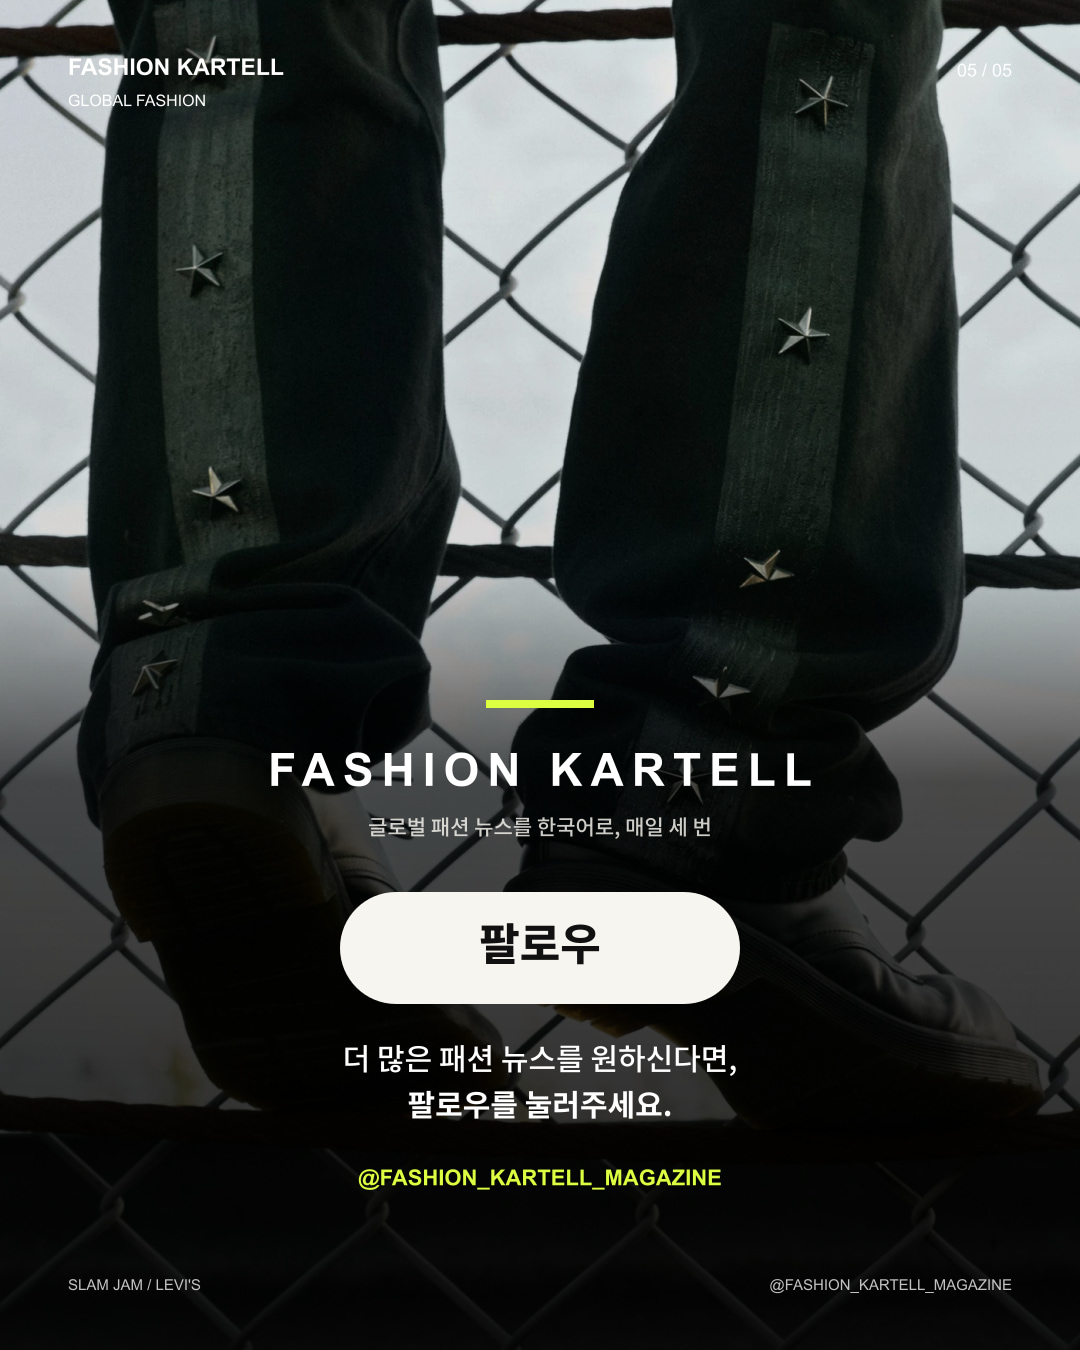 FASHION KARTELL
GLOBAL FASHION
05 / 05
FASHION KARTELL
글로벌 패션 뉴스를 한국어로, 매일 세 번
팔로우
더 많은 패션 뉴스를 원하신다면,
팔로우를 눌러주세요.
@FASHION_KARTELL_MAGAZINE
SLAM JAM / LEVI'S
@FASHION_KARTELL_MAGAZINE